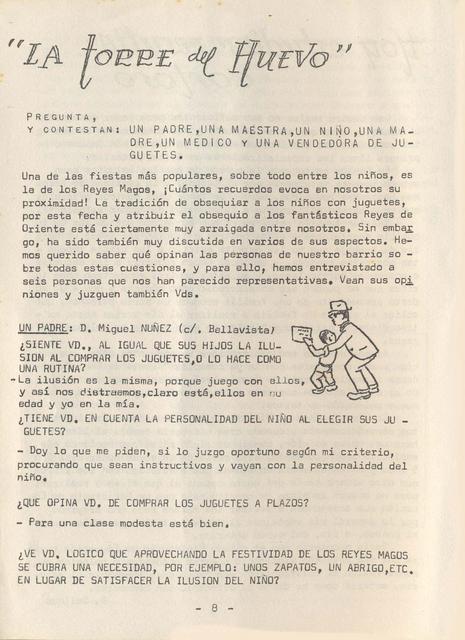 "LA TORRE del HUEVO"
PREGUNTA,
Y CONTESTAN: UN PADRE,UNA MAESTRA,UN NIÑO,UNA MA-
DRE,UN MEDICO Y UNA VENDEDORA DE JU-
GUETES.
Una de las fiestas más populares, sobre todo entre los niños, es
la de los Reyes Magos, ¡Cuántos recuerdos evoca en nosotros su
proximidad! La tradición de obsequiar a los niños con juguetes,
por esta fecha y atribuir el obsequio a los fantásticos Reyes de
Oriente está ciertamente muy arraigada entre nosotros. Sin embar
go, ha sido también muy discutida en varios de sus aspectos. He-
mos querido saber qué opinan las personas de nuestro barrio so -
bre todas estas cuestiones, y para ello, hemos entrevistado a
seis personas que nos han parecido representativas. Vean sus opi
niones y juzguen también Vds.
UN PADRE: D. Miguel NUÑEZ (c/. Bellavista)
¿SIENTE VD., AL IGUAL QUE SUS HIJOS LA ILU-
SION AL COMPRAR LOS JUGUETES,O LO HACE COMO
UNA RUTINA?
-La ilusión es la misma, porque juego con ellos,
y así nos distraemos,claro está,ellos en su
edad y yo en la mía.
¿TIENE VD. EN CUENTA LA PERSONALIDAD DEL NIÑO AL ELEGIR SUS JU -
GUETES?
- Doy lo que me piden, si lo juzgo oportuno según mi criterio,
procurando que sean instructivos y vayan con la personalidad del
niño.
¿QUE OPINA VD. DE COMPRAR LOS JUGUETES A PLAZOS?
- Para una clase modesta está bien.
¿VE VD. LOGICO QUE APROVECHANDO LA FESTIVIDAD DE LOS REYES MAGOS
SE CUBRA UNA NECESIDAD, POR EJEMPLO: UNOS ZAPATOS, UN ABRIGO,ETC.
EN LUGAR DE SATISFACER LA ILUSION DEL NIÑO?
- 8 -